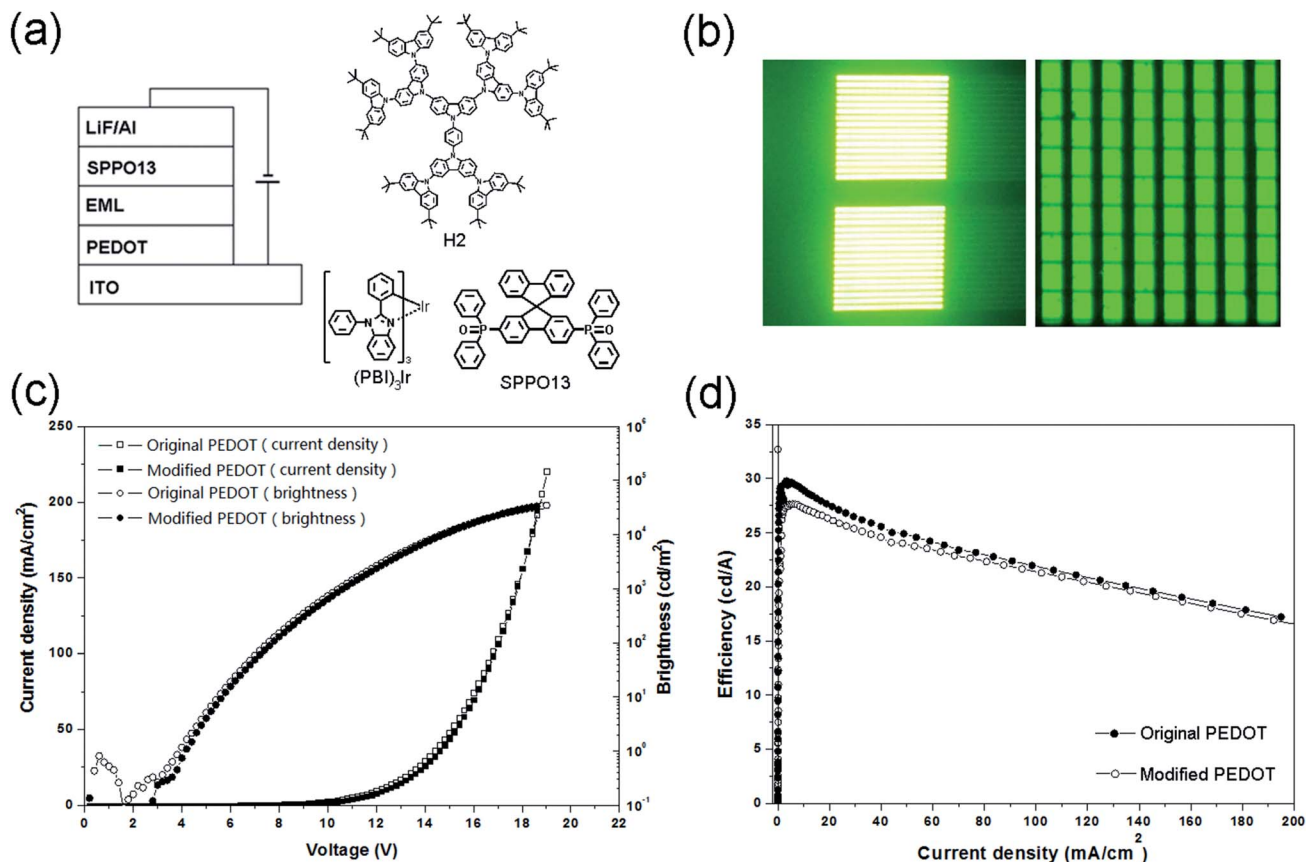 (a)
LiF/Al
SPPO13
EML
PEDOT
ITO
H2
Ir
N
N
3
(PBI)3Ir
O=P
P=O
SPPO13
(b)
(c)
250
200
150
100
50
0
Current density (mA/cm2)
Original PEDOT ( current density )
Modified PEDOT ( current density )
Original PEDOT ( brightness )
Modified PEDOT ( brightness )
10^6
10^5
10^4
10^3
10^2
10^1
10^0
10^-1
Brightness (cd/m2)
0 2 4 6 8 10 12 14 16 18 20 22
Voltage (V)
(d)
35
30
25
20
15
10
5
0
Efficiency (cd/A)
Original PEDOT
Modified PEDOT
0 20 40 60 80 100 120 140 160 180 200
Current density (mA/cm2